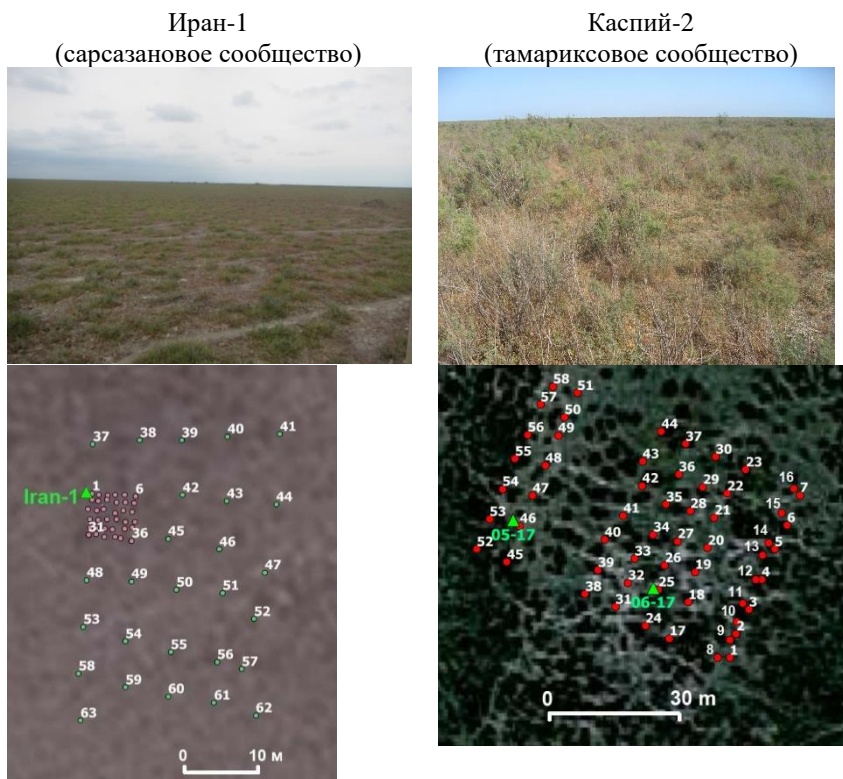 Иран-1
(сарсазановое сообщество)
37 38 39 40 41
Iran-1
1 6 42 43 44
31 36 45 46
48 49 50 51 47
53 54 55 56 57 52
58 59 60 61 62
63
0 10 м
Каспий-2
(тамариксовое сообщество)
58 51
57 50
56 49 44 37
55 48 43 36 30 23
54 47 42 35 29 22 16 7
53 46 41 34 28 21 15 6
05-17
52 45 40 33 27 20 14 5
39 32 26 19 13 12 4
38 31 25 18 11 3
06-17
24 17 10 9 2
8 1
0 30 m